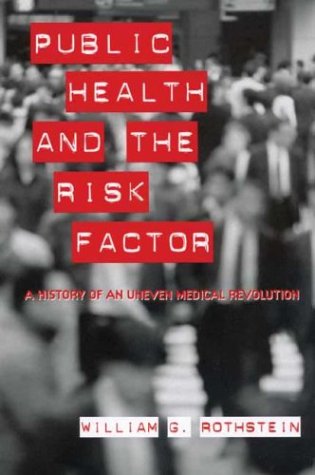 PUBLIC
HEALTH
AND THE
RISK
FACTOR
A HISTORY OF AN UNEVEN MEDICAL REVOLUTION
WILLIAM G. ROTHSTEIN